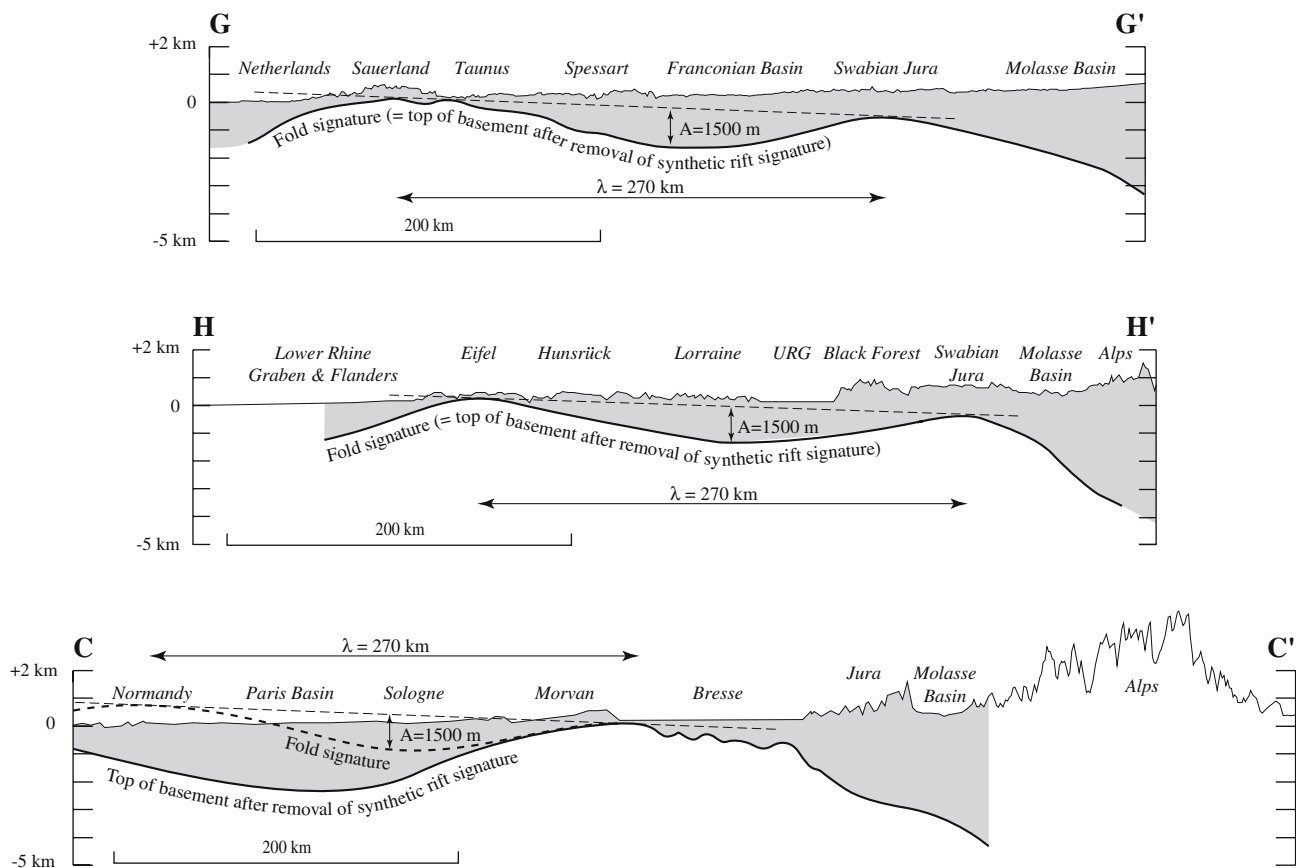 G G'
+2 km
Netherlands Sauerland Taunus Spessart Franconian Basin Swabian Jura Molasse Basin
0
A=1500 m
Fold signature (= top of basement after removal of synthetic rift signature)
λ = 270 km
200 km
-5 km
H H'
+2 km
Lower Rhine Graben & Flanders Eifel Hunsrück Lorraine URG Black Forest Swabian Jura Molasse Basin Alps
0
A=1500 m
Fold signature (= top of basement after removal of synthetic rift signature)
λ = 270 km
200 km
-5 km
C C'
λ = 270 km
+2 km
Normandy Paris Basin Sologne Morvan Bresse Jura Molasse Basin Alps
0
A=1500 m
Fold signature
Top of basement after removal of synthetic rift signature
200 km
-5 km